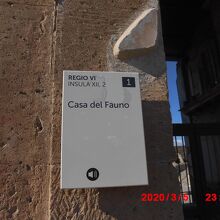 REGIO VI
INSULA XII, 2
1
Casa del Fauno
2020/3/5
23